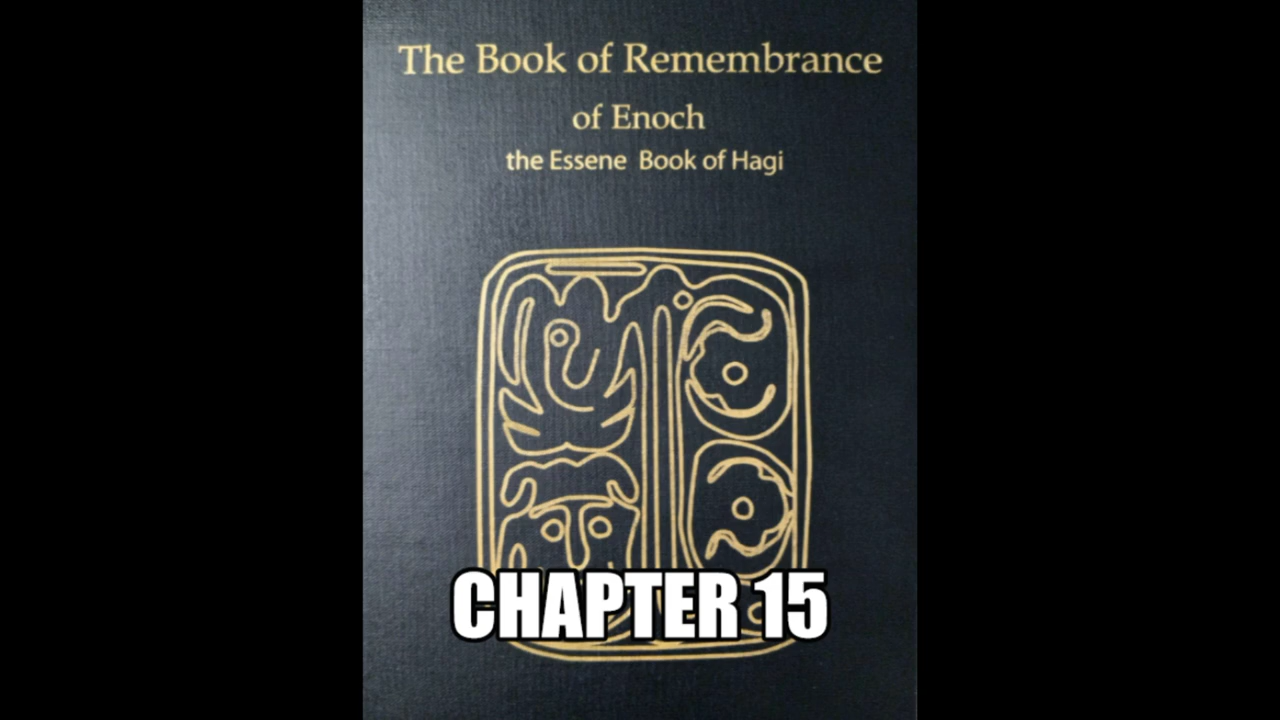 The Book of Remembrance
of Enoch
the Essene Book of Hagi
CHAPTER 15